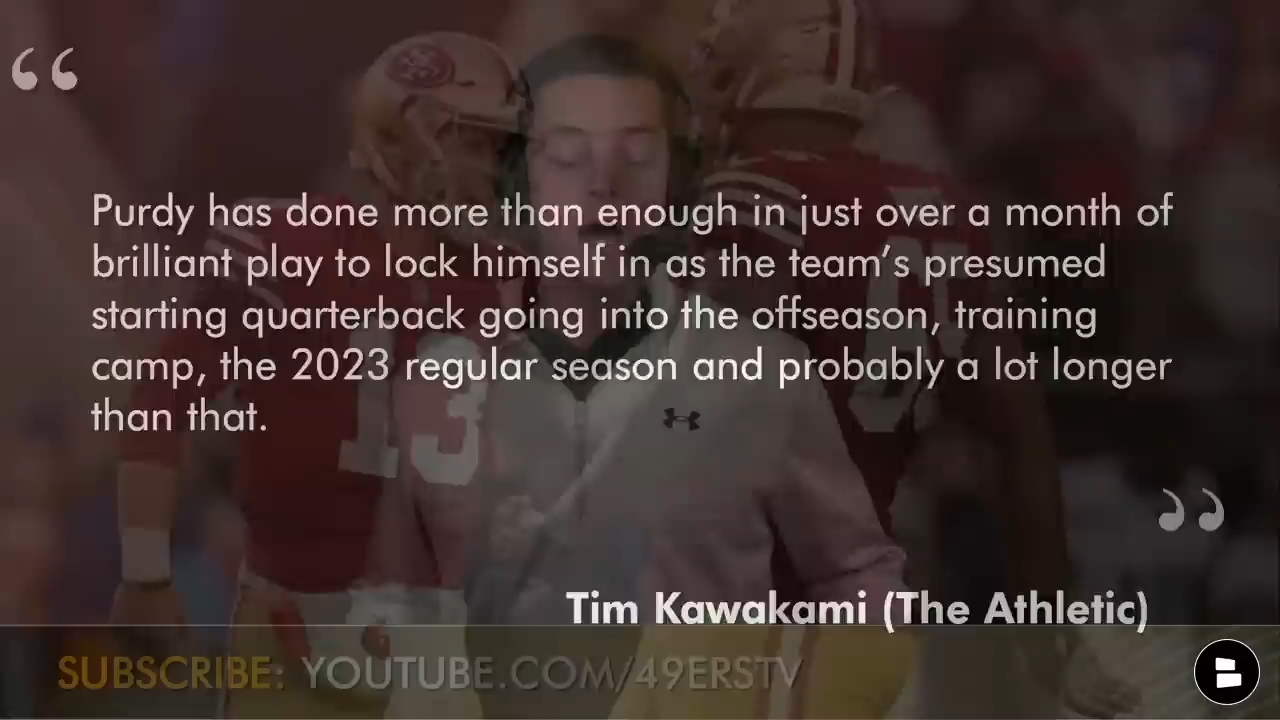 “
Purdy has done more than enough in just over a month of
brilliant play to lock himself in as the team’s presumed
starting quarterback going into the offseason, training
camp, the 2023 regular season and probably a lot longer
than that.
”
Tim Kawakami (The Athletic)
SUBSCRIBE: YOUTUBE.COM/49ERSTV
13